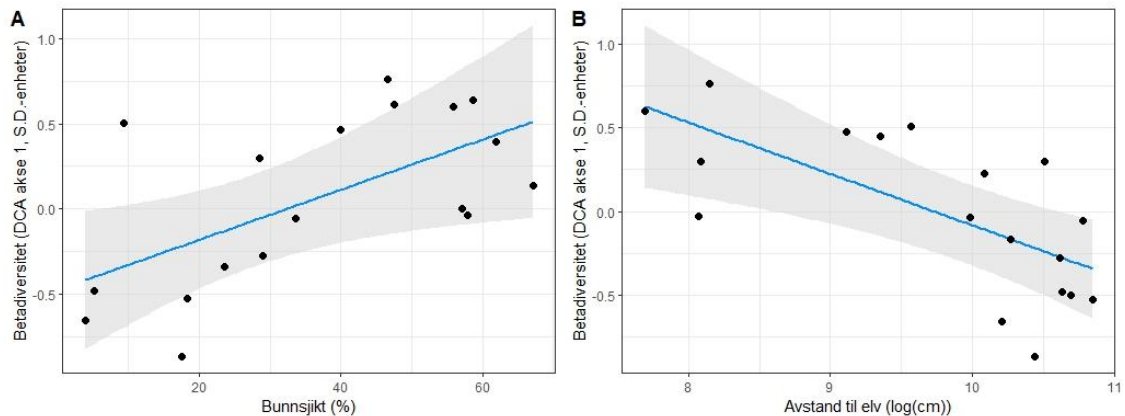 A
Betadiversitet (DCA akse 1, S.D.-enheter)
1.0
0.5
0.0
-0.5
20
40
60
Bunnsjikt (%)
B
Betadiversitet (DCA akse 1, S.D.-enheter)
1.0
0.5
0.0
-0.5
8
9
10
11
Avstand til elv (log(cm))